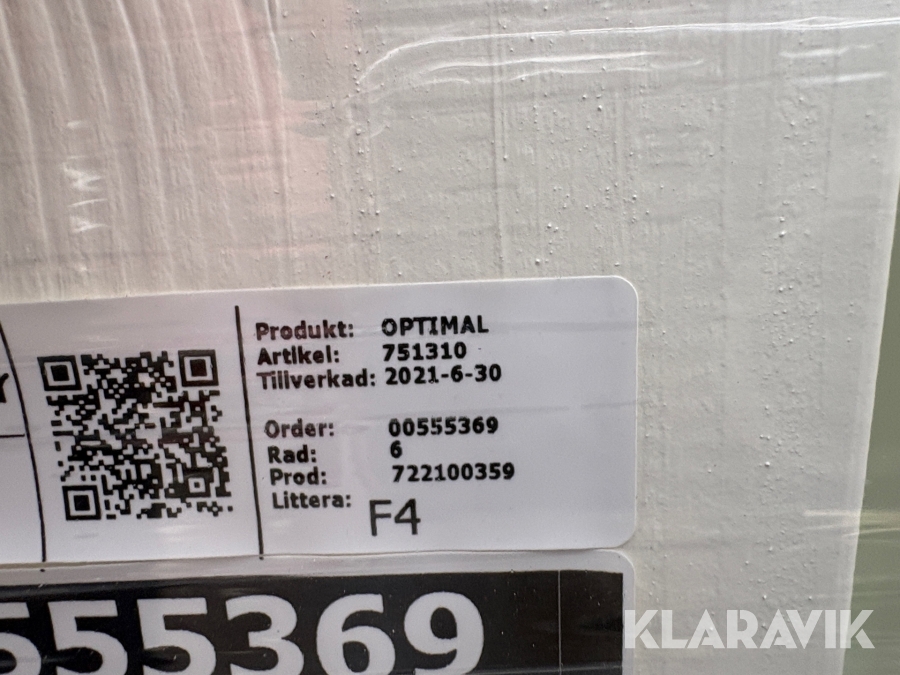 Produkt: OPTIMAL
Artikel: 751310
Tillverkad: 2021-6-30
Order: 00555369
Rad: 6
Prod: 722100359
Littera: F4
555369
KLARAVIK